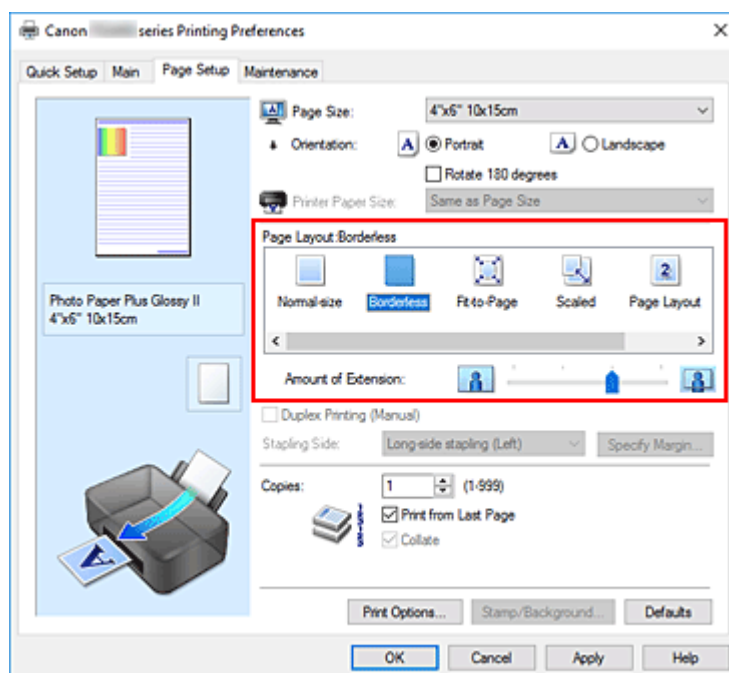 Canon series Printing Preferences
Quick Setup Main Page Setup Maintenance
Page Size: 4"x6" 10x15cm
Orientation: A Portrait A Landscape
Rotate 180 degrees
Printer Paper Size: Same as Page Size
Page Layout:Borderless
2
Normal-size Borderless Fit-to-Page Scaled Page Layout
Photo Paper Plus Glossy II
4"x6" 10x15cm
Amount of Extension:
Duplex Printing (Manual)
Stapling Side: Long-side stapling (Left) Specify Margin...
Copies: 1 (1-999)
Print from Last Page
Collate
A
Print Options... Stamp/Background... Defaults
OK Cancel Apply Help